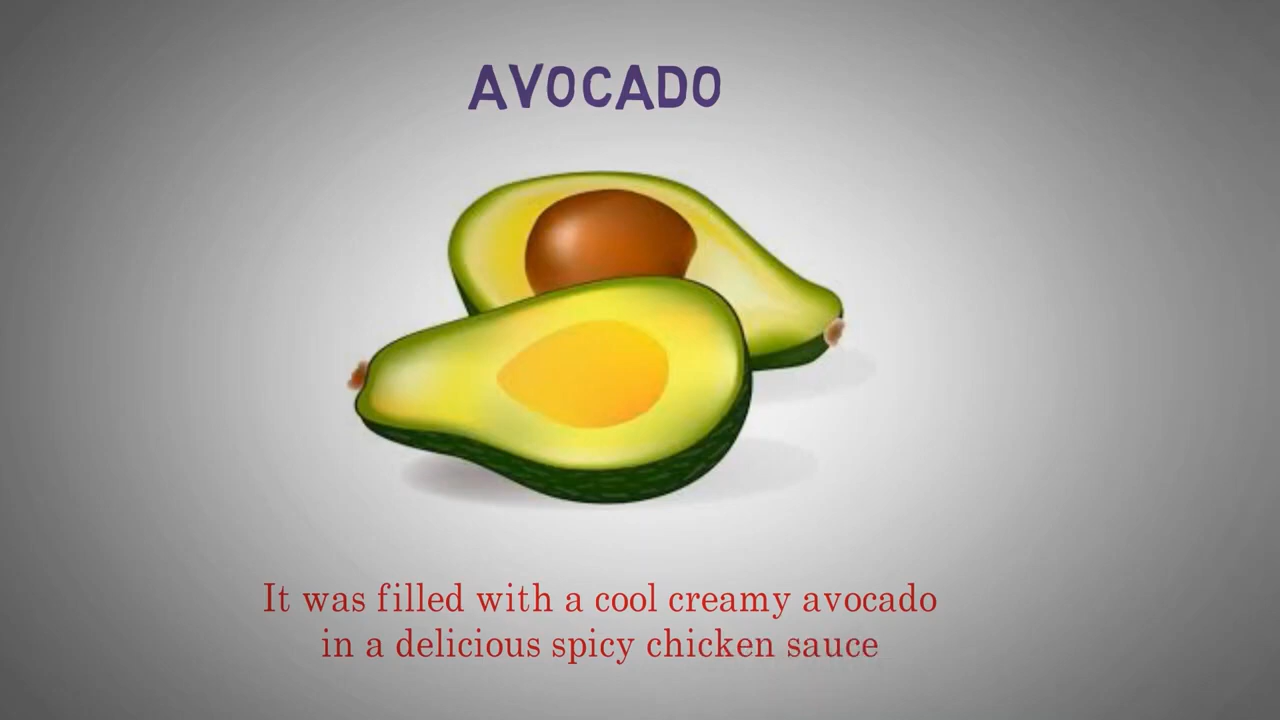 AVOCADO
It was filled with a cool creamy avocado
in a delicious spicy chicken sauce